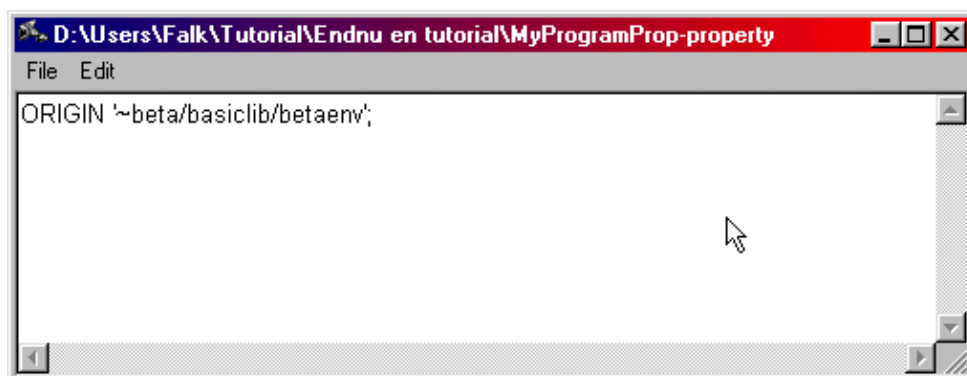 D:\Users\Falk\Tutorial\Endnu en tutorial\MyProgramProp-property
File Edit
ORIGIN '~beta/basiclib/betaenv';